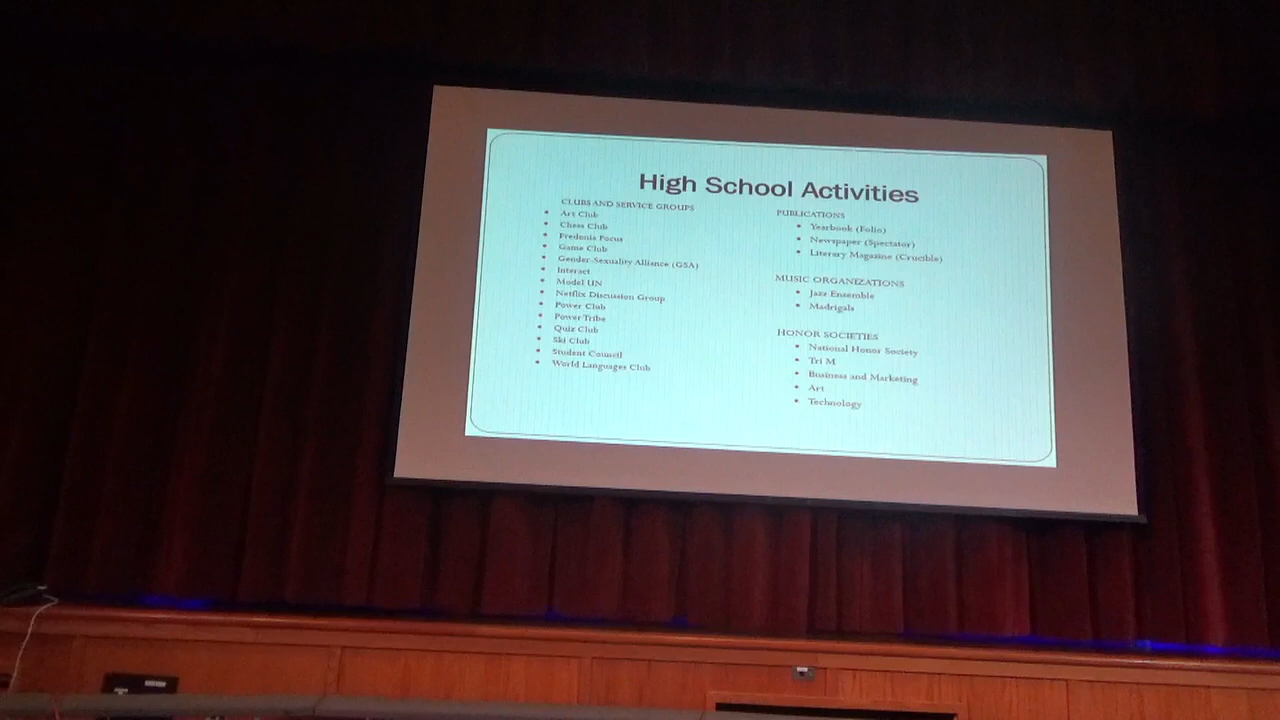 High School Activities
CLUBS AND SERVICE GROUPS
Art Club
Chess Club
Fredonia Focus
Game Club
Gender-Sexuality Alliance (GSA)
Interact
Model UN
Netflix Discussion Group
Power Club
Power Tribe
Quiz Club
Ski Club
Student Council
World Languages Club
PUBLICATIONS
Yearbook (Folio)
Newspaper (Spectator)
Literary Magazine (Crucible)
MUSIC ORGANIZATIONS
Jazz Ensemble
Madrigals
HONOR SOCIETIES
National Honor Society
Tri M
Business and Marketing
Art
Technology